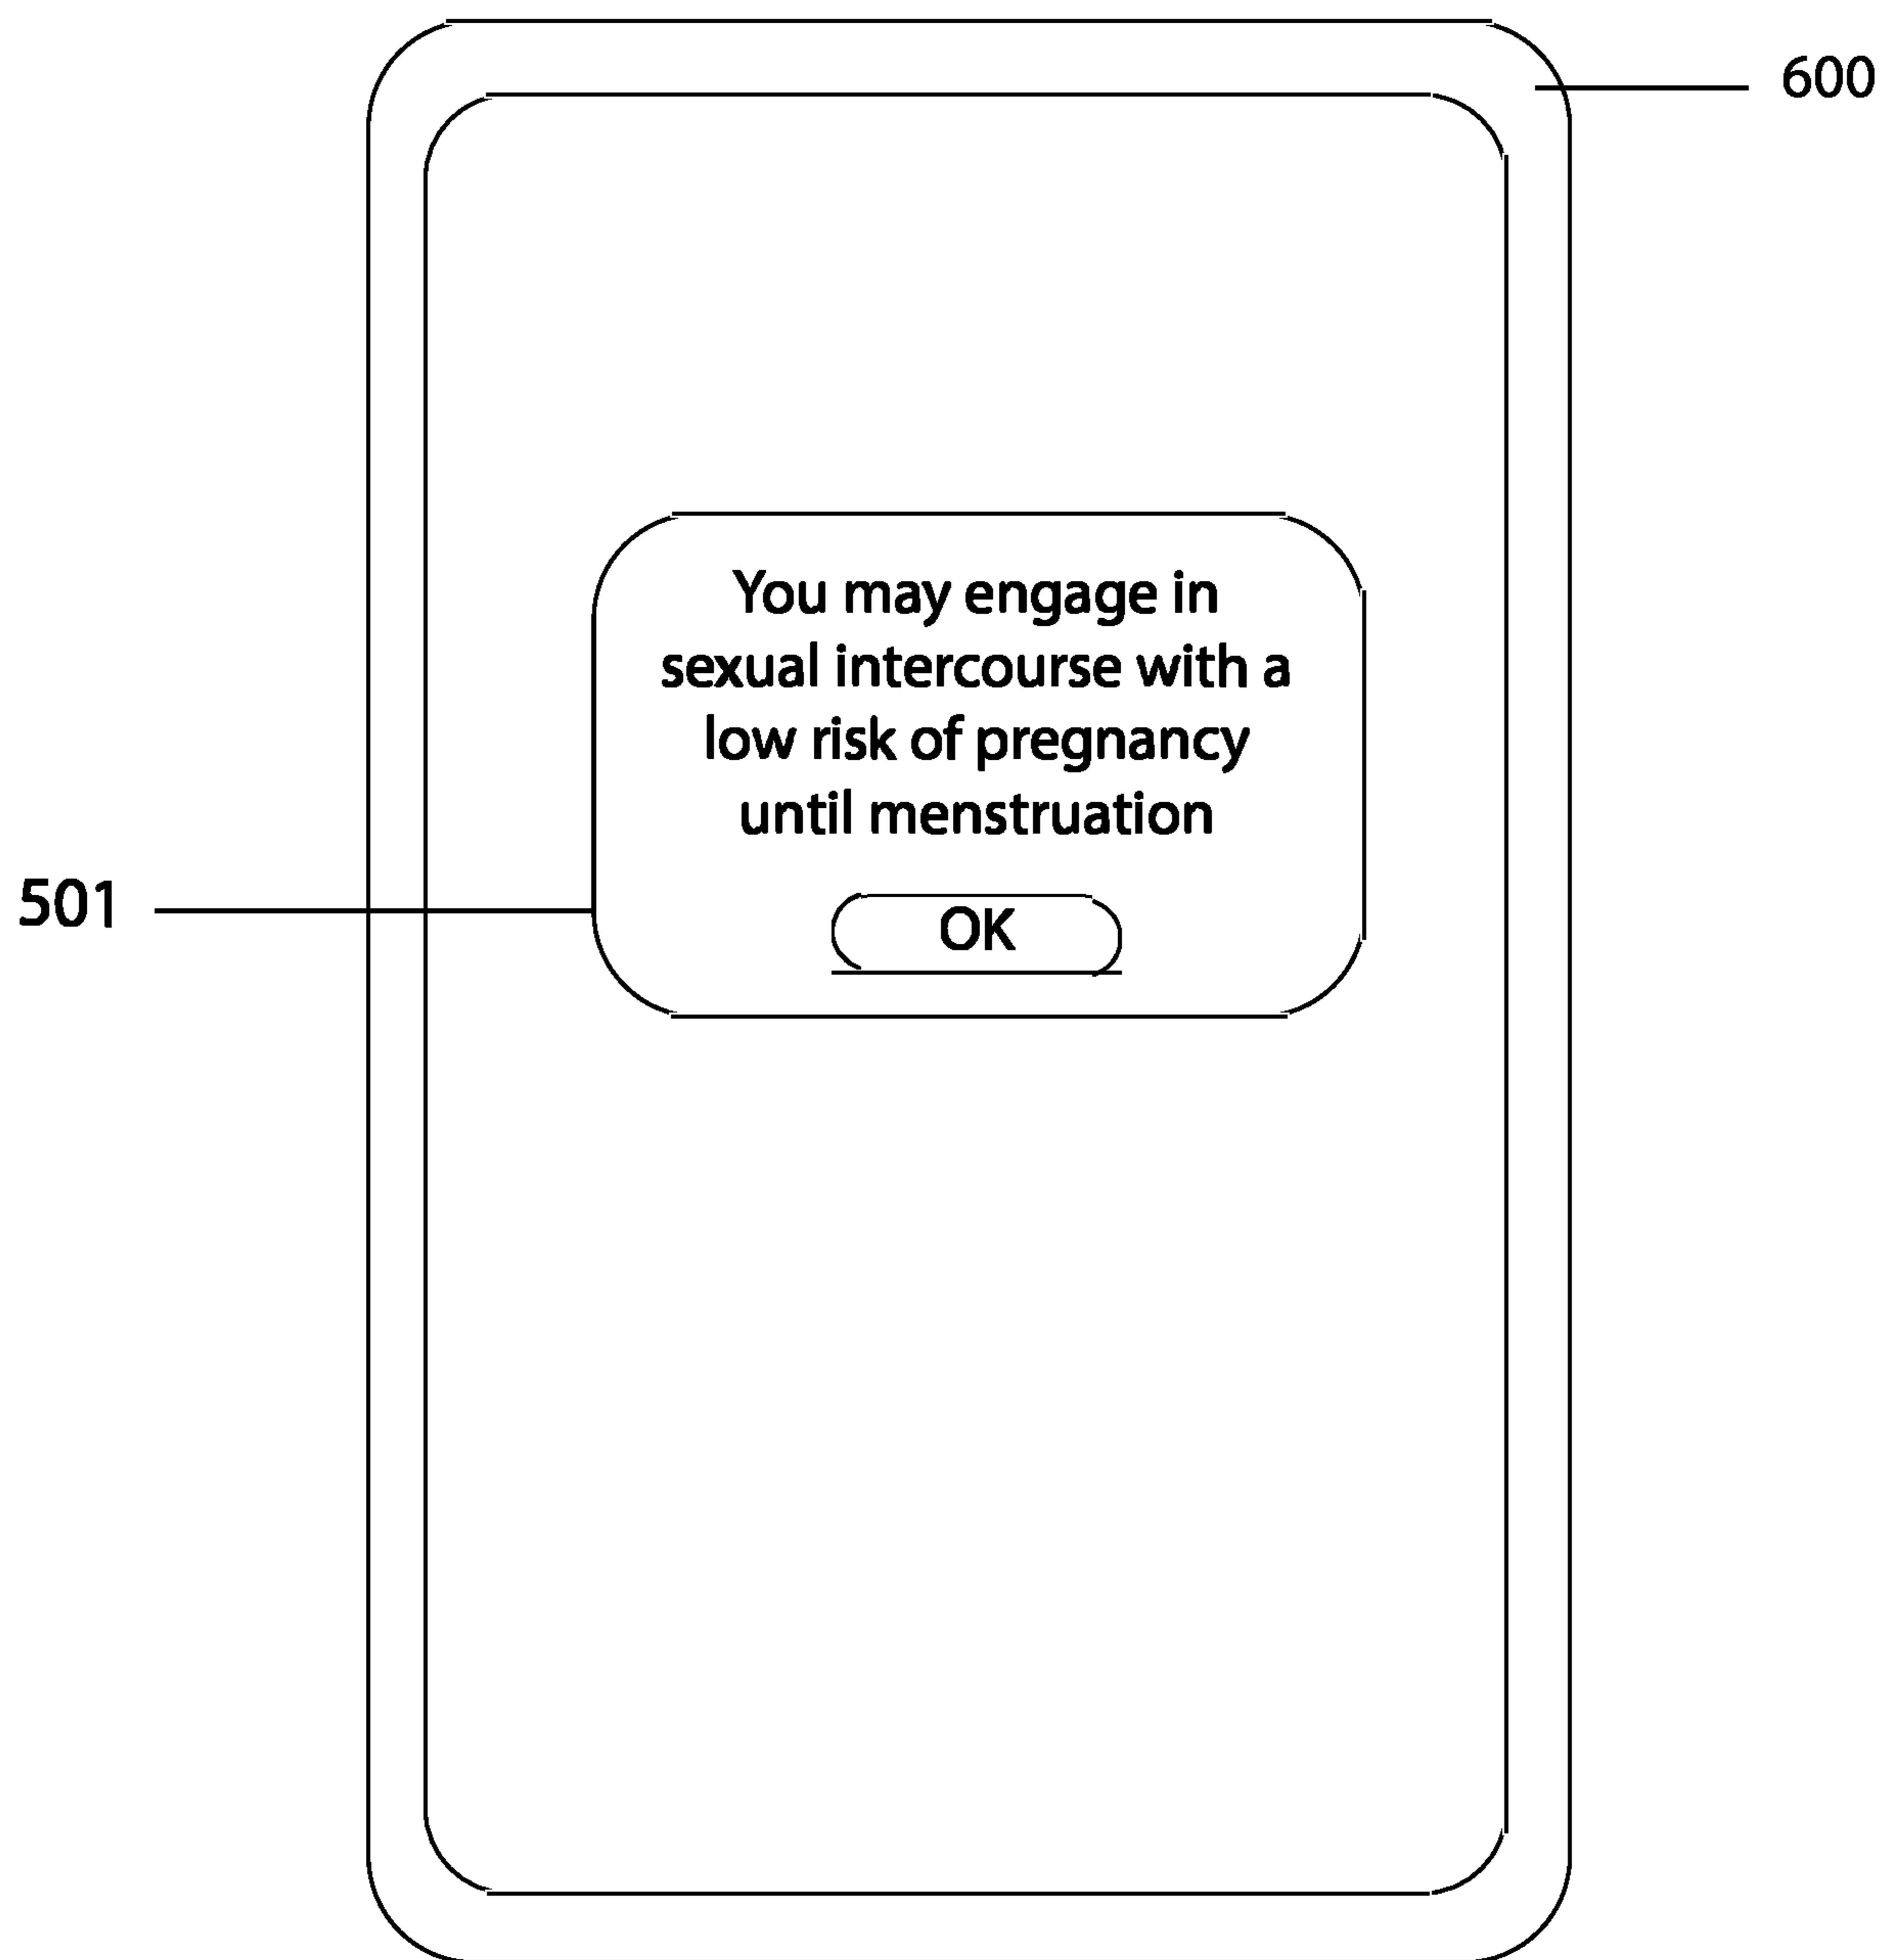 600
You may engage in
sexual intercourse with a
low risk of pregnancy
until menstruation
501
OK